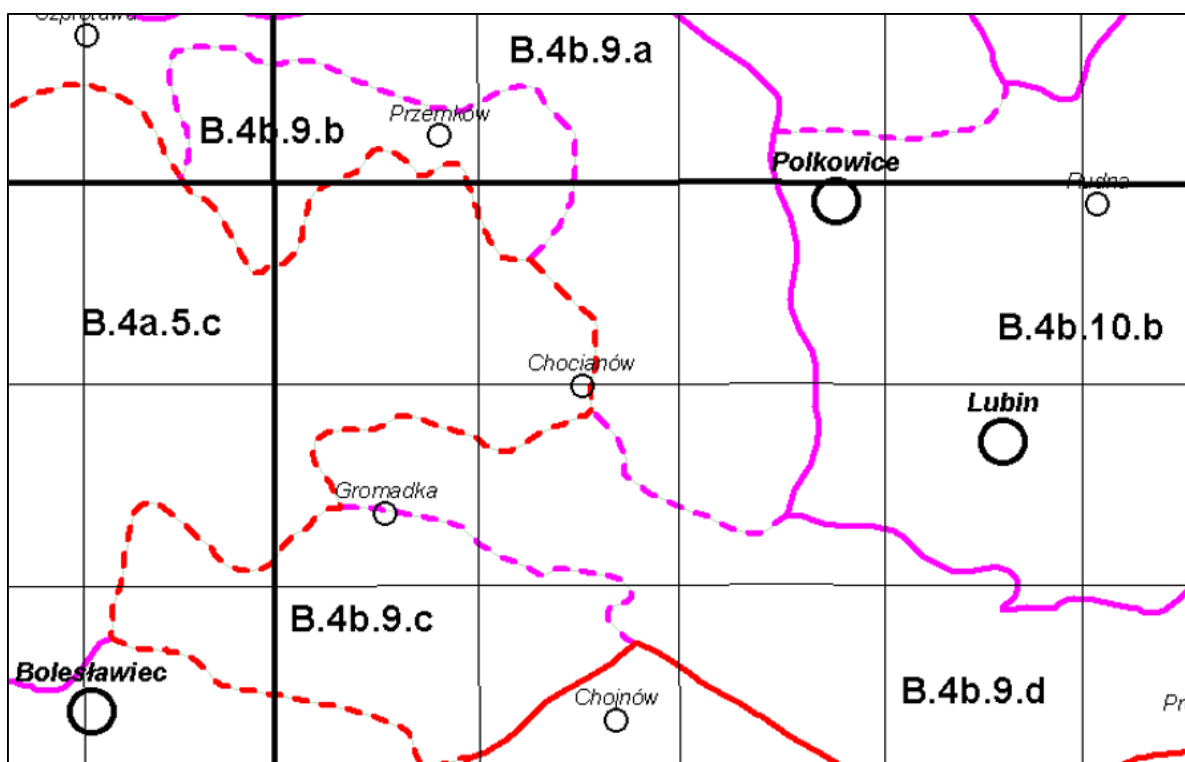 B.4b.9.a
Przemków
B.4b.9.b
Polkowice
Rudna
B.4a.5.c
B.4b.10.b
Chocianów
Lubin
Gromadka
B.4b.9.c
Bolesławiec
B.4b.9.d
Chojnów
Pr